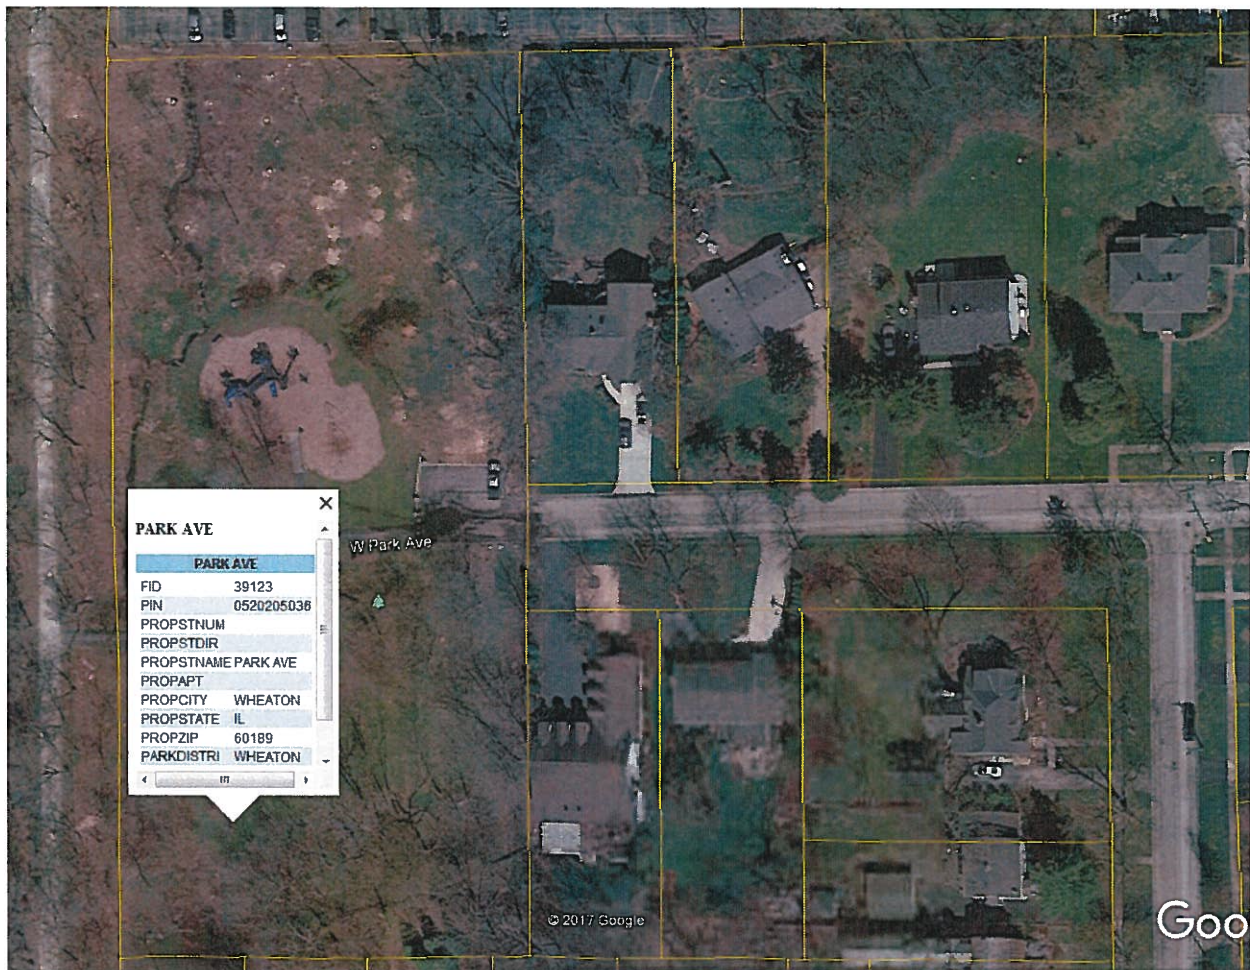 PARK AVE
PARK AVE
FID 39123
PIN 0520205036
PROPSTNUM
PROPSTDIR
PROPSTNAME PARK AVE
PROPAPT
PROPCITY WHEATON
PROPSTATE IL
PROPZIP 60189
PARKDISTRI WHEATON
W Park Ave
© 2017 Google
Goo